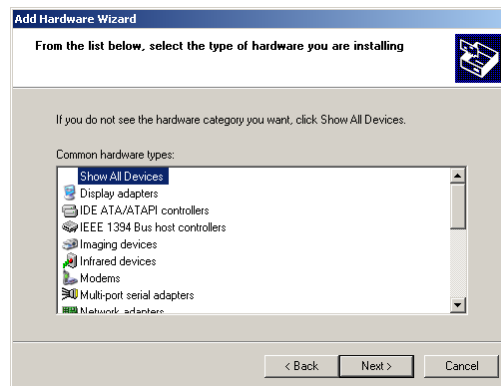 Add Hardware Wizard
From the list below, select the type of hardware you are installing
If you do not see the hardware category you want, click Show All Devices.
Common hardware types:
Show All Devices
Display adapters
IDE ATA/ATAPI controllers
IEEE 1394 Bus host controllers
Imaging devices
Infrared devices
Modems
Multi-port serial adapters
Network adapters
< Back
Next >
Cancel